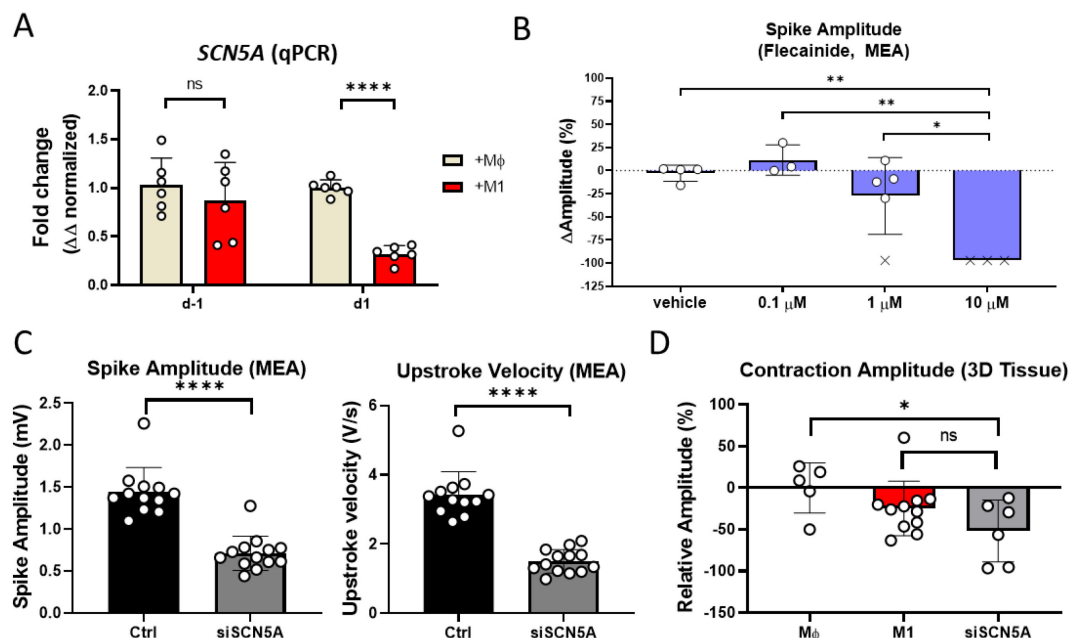 A
SCN5A (qPCR)
ns
****
Fold change
(ΔΔ normalized)
2.0
1.5
1.0
0.5
0.0
d-1
d1
+Mϕ
+M1
B
Spike Amplitude
(Flecainide, MEA)
**
**
*
ΔAmplitude (%)
100
75
50
25
0
-25
-50
-75
-100
-125
vehicle
0.1 μM
1 μM
10 μM
C
Spike Amplitude (MEA)
****
Spike Amplitude (mV)
2.5
2.0
1.5
1.0
0.5
0.0
Ctrl
siSCN5A
Upstroke Velocity (MEA)
****
Upstroke velocity (V/s)
6
4
2
0
Ctrl
siSCN5A
D
Contraction Amplitude (3D Tissue)
*
ns
Relative Amplitude (%)
100
50
0
-50
-100
-150
Mϕ
M1
siSCN5A